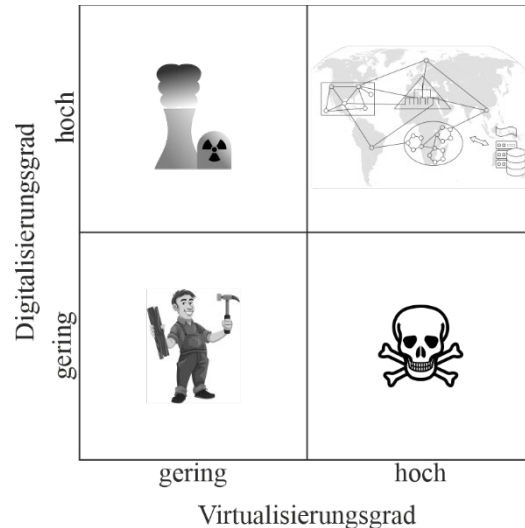 Digitalisierungsgrad
hoch
gering
gering
hoch
Virtualisierungsgrad